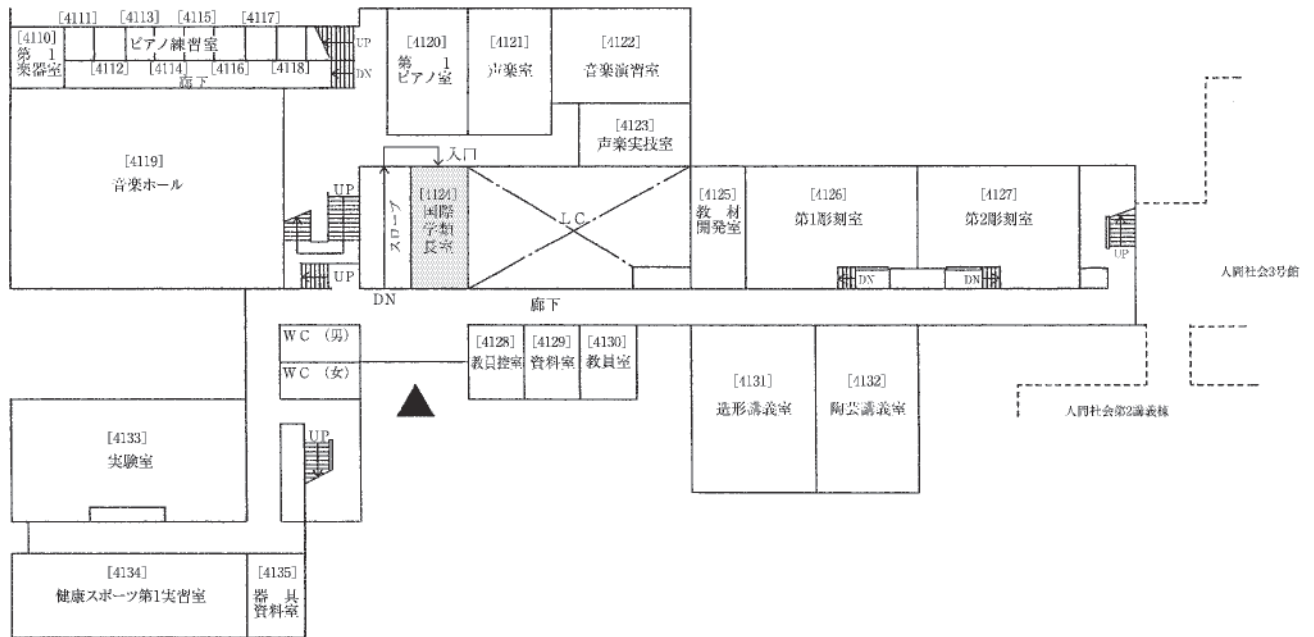 [4111] [4113] [4115] [4117]
[4110]
第 1
楽器室
ピアノ練習室
[4112] [4114] [4116] [4118]
廊下
UP
DN
[4120]
第 1
ピアノ室
[4121]
声楽室
[4122]
音楽演習室
[4123]
声楽実技室
[4119]
音楽ホール
入口
UP
UP
スロープ
DN
[4124]
国際
学類
長室
LC
[4125]
教 材
開発室
[4126]
第1彫刻室
[4127]
第2彫刻室
DN
DN
UP
人間社会3号館
廊下
WC (男)
WC (女)
[4128]
教員控室
[4129]
資料室
[4130]
教員室
[4131]
造形講義室
[4132]
陶芸講義室
人間社会第2講義棟
[4133]
実験室
UP
[4134]
健康スポーツ第1実習室
[4135]
器 具
資料室